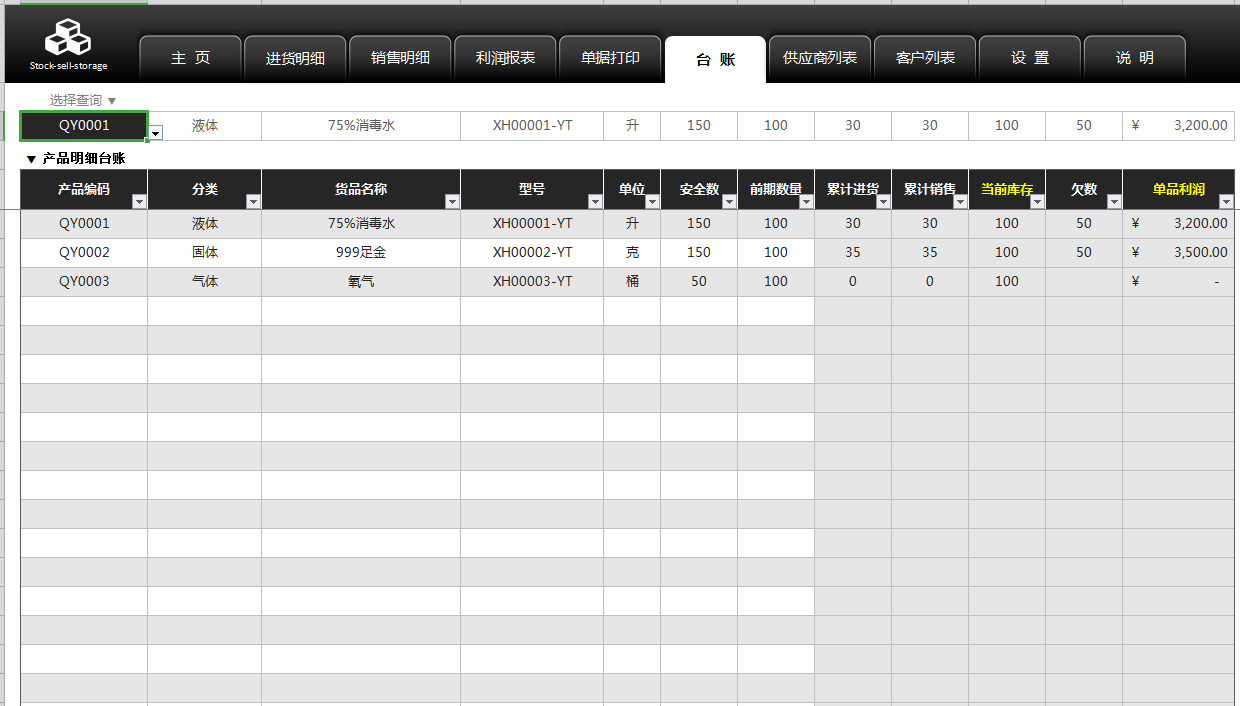 Stock-sell-storage
主 页 进货明细 销售明细 利润报表 单据打印 台 账 供应商列表 客户列表 设 置 说 明
选择查询 ▼
QY0001 液体 75%消毒水 XH00001-YT 升 150 100 30 30 100 50 ¥ 3,200.00
▼ 产品明细台账
产品编码 分类 货品名称 型号 单位 安全数 前期数量 累计进货 累计销售 当前库存 欠数 单品利润
QY0001 液体 75%消毒水 XH00001-YT 升 150 100 30 30 100 50 ¥ 3,200.00
QY0002 固体 999足金 XH00002-YT 克 150 100 35 35 100 50 ¥ 3,500.00
QY0003 气体 氧气 XH00003-YT 桶 50 100 0 0 100 ¥ -